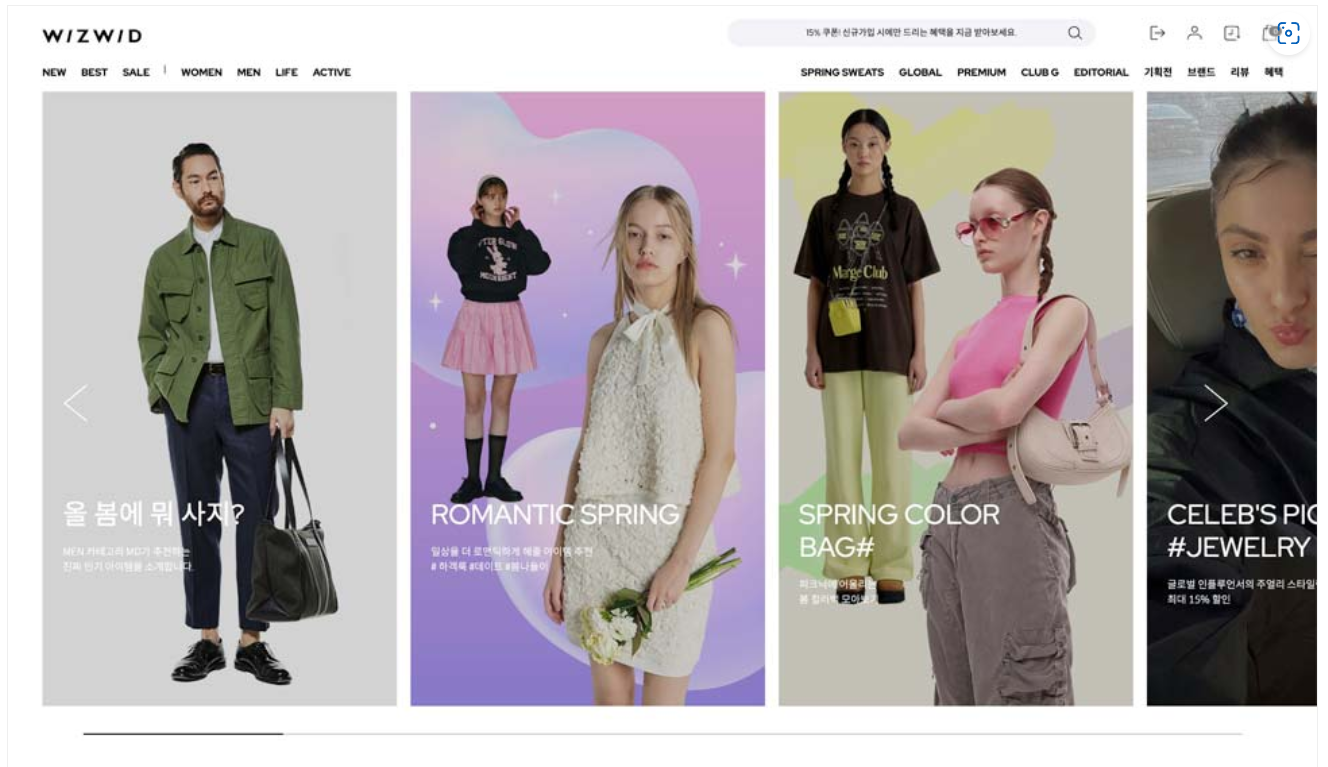 WIZWID
15% 쿠폰! 신규가입 시에만 드리는 혜택을 지금 받아보세요.
NEW BEST SALE | WOMEN MEN LIFE ACTIVE
SPRING SWEATS GLOBAL PREMIUM CLUB G EDITORIAL 기획전 브랜드 리뷰 혜택
올 봄에 뭐 사지?
MEN 카테고리 MD가 추천하는
진짜 인기 아이템을 소개합니다.
ROMANTIC SPRING
일상을 더 로맨틱하게 해줄 아이템 추천
# 하객룩 #데이트 #봄나들이
Marge Club
SPRING COLOR
BAG#
피크닉에 어울리는
봄 컬러백 모아보기
CELEB'S PIC
#JEWELRY
글로벌 인플루언서의 주얼리 스타일
최대 15% 할인